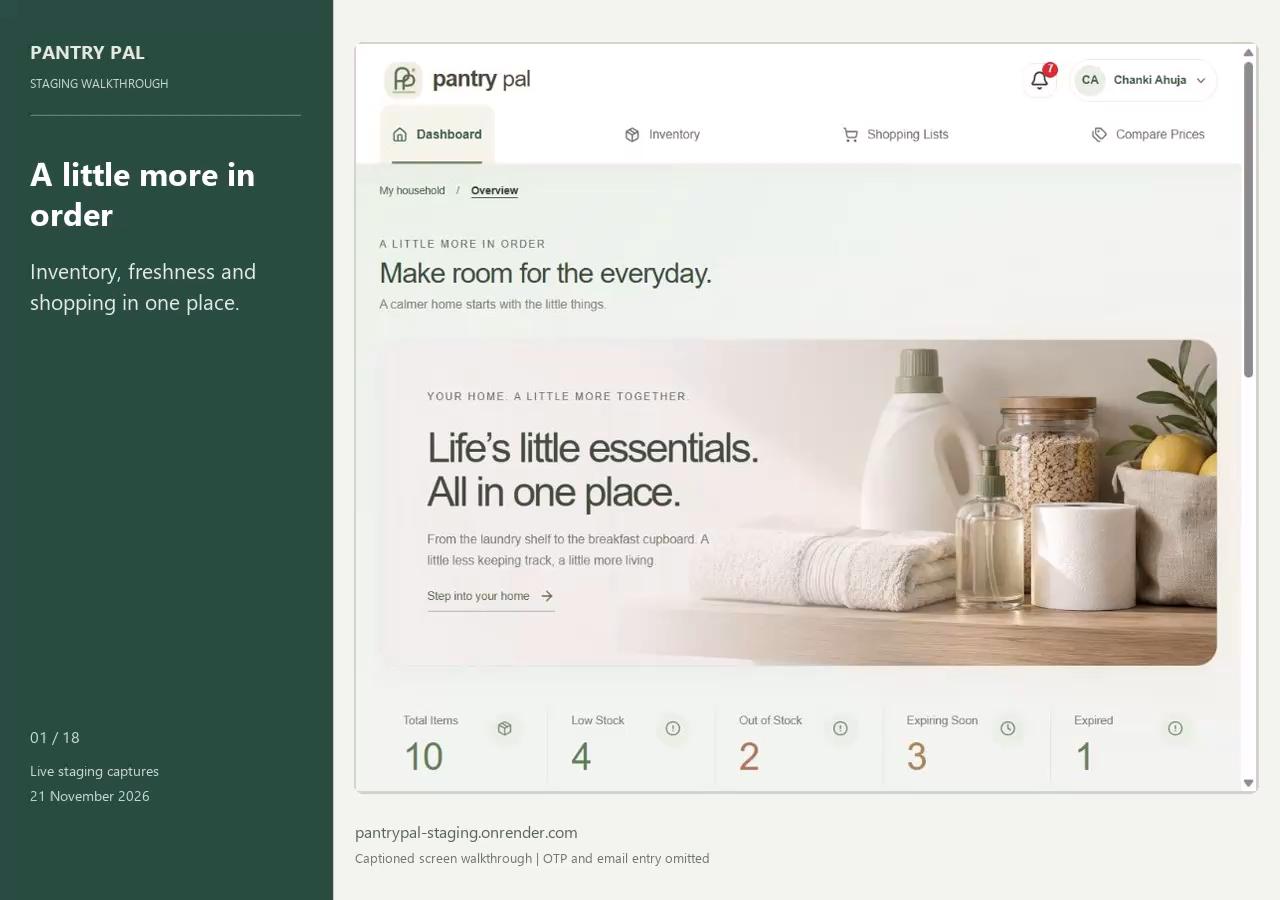 PANTRY PAL
STAGING WALKTHROUGH
A little more in
order
Inventory, freshness and
shopping in one place.
01 / 18
Live staging captures
21 November 2026
pantry pal
7
CA
Chanki Ahuja
Dashboard
Inventory
Shopping Lists
Compare Prices
My household / Overview
A LITTLE MORE IN ORDER
Make room for the everyday.
A calmer home starts with the little things.
YOUR HOME. A LITTLE MORE TOGETHER.
Life’s little essentials.
All in one place.
From the laundry shelf to the breakfast cupboard. A
little less keeping track, a little more living.
Step into your home
Total Items
10
Low Stock
4
Out of Stock
2
Expiring Soon
3
Expired
1
pantrypal-staging.onrender.com
Captioned screen walkthrough | OTP and email entry omitted